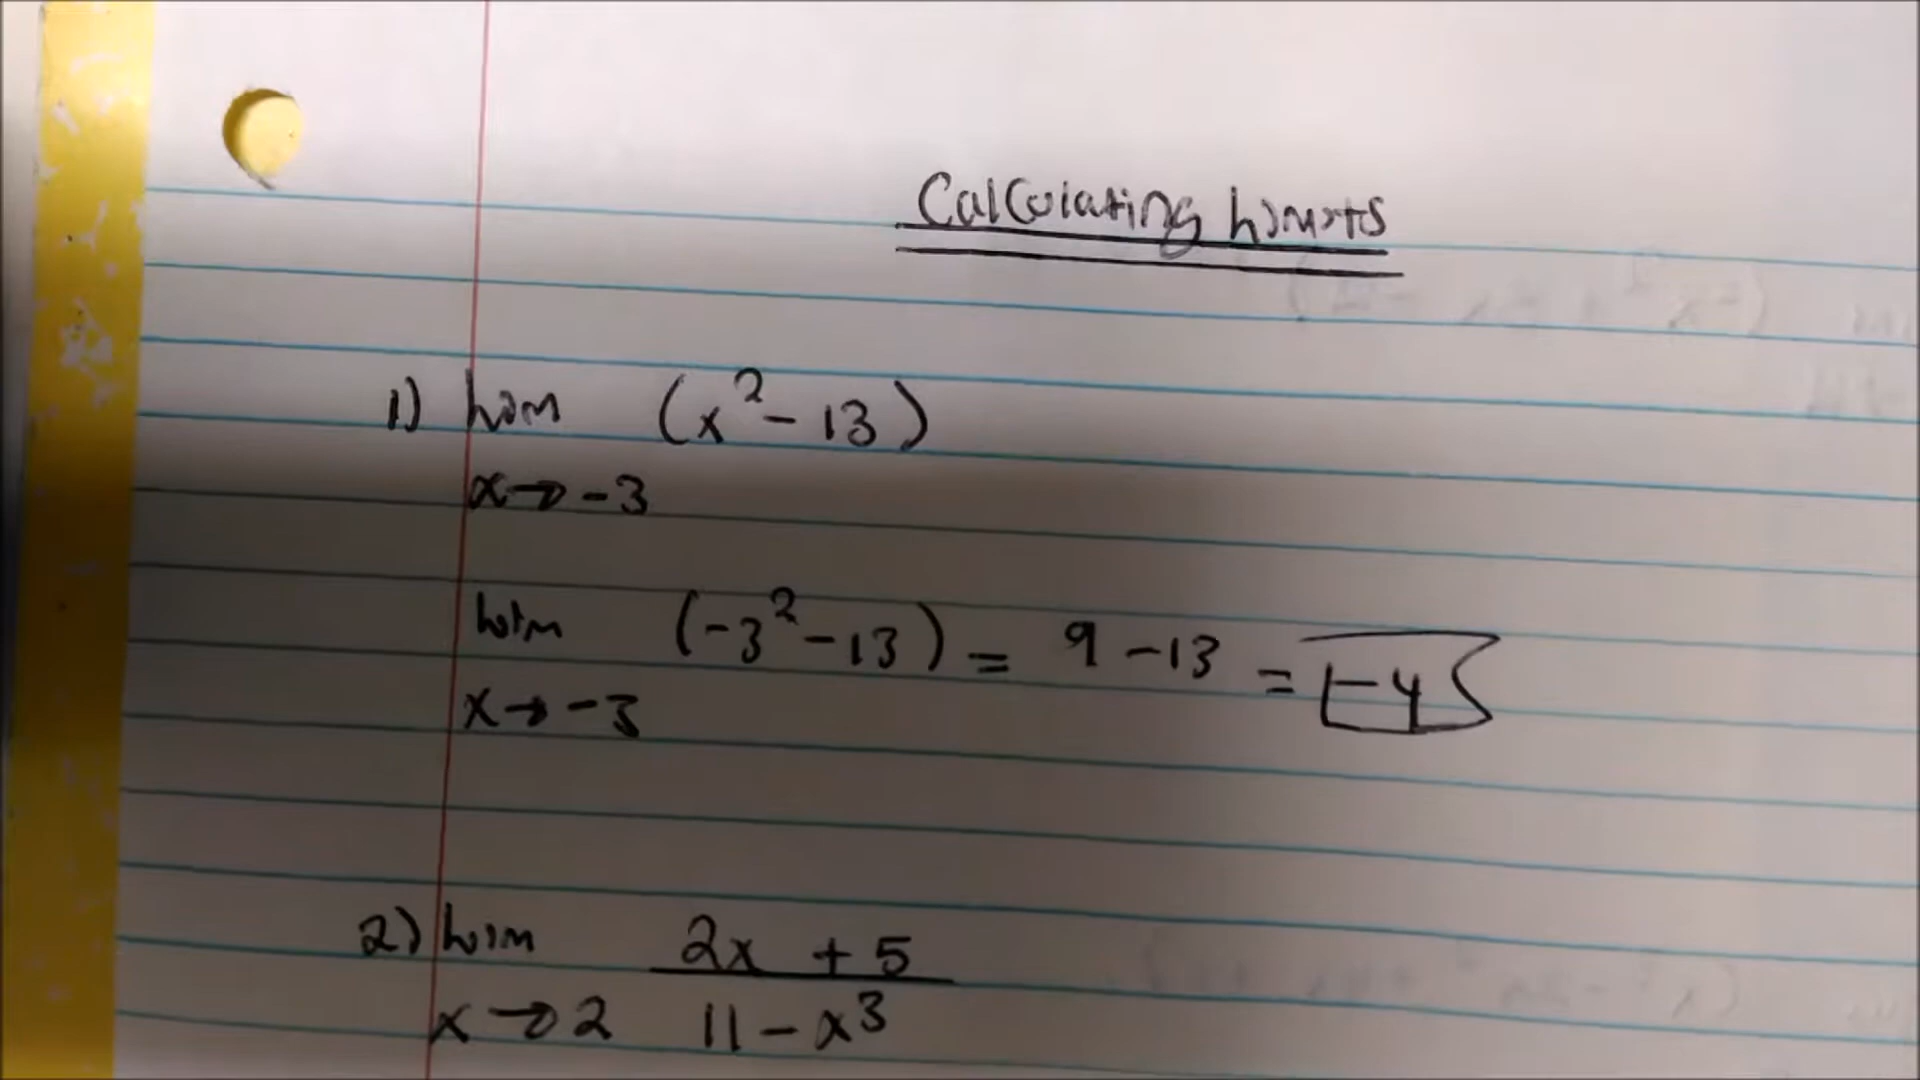 Calculating Limits
1) Lim (x² - 13)
x → -3
Lim (-3² - 13) = 9 - 13 = -4
x → -3
2) Lim 2x + 5
x → 2 11 - x³